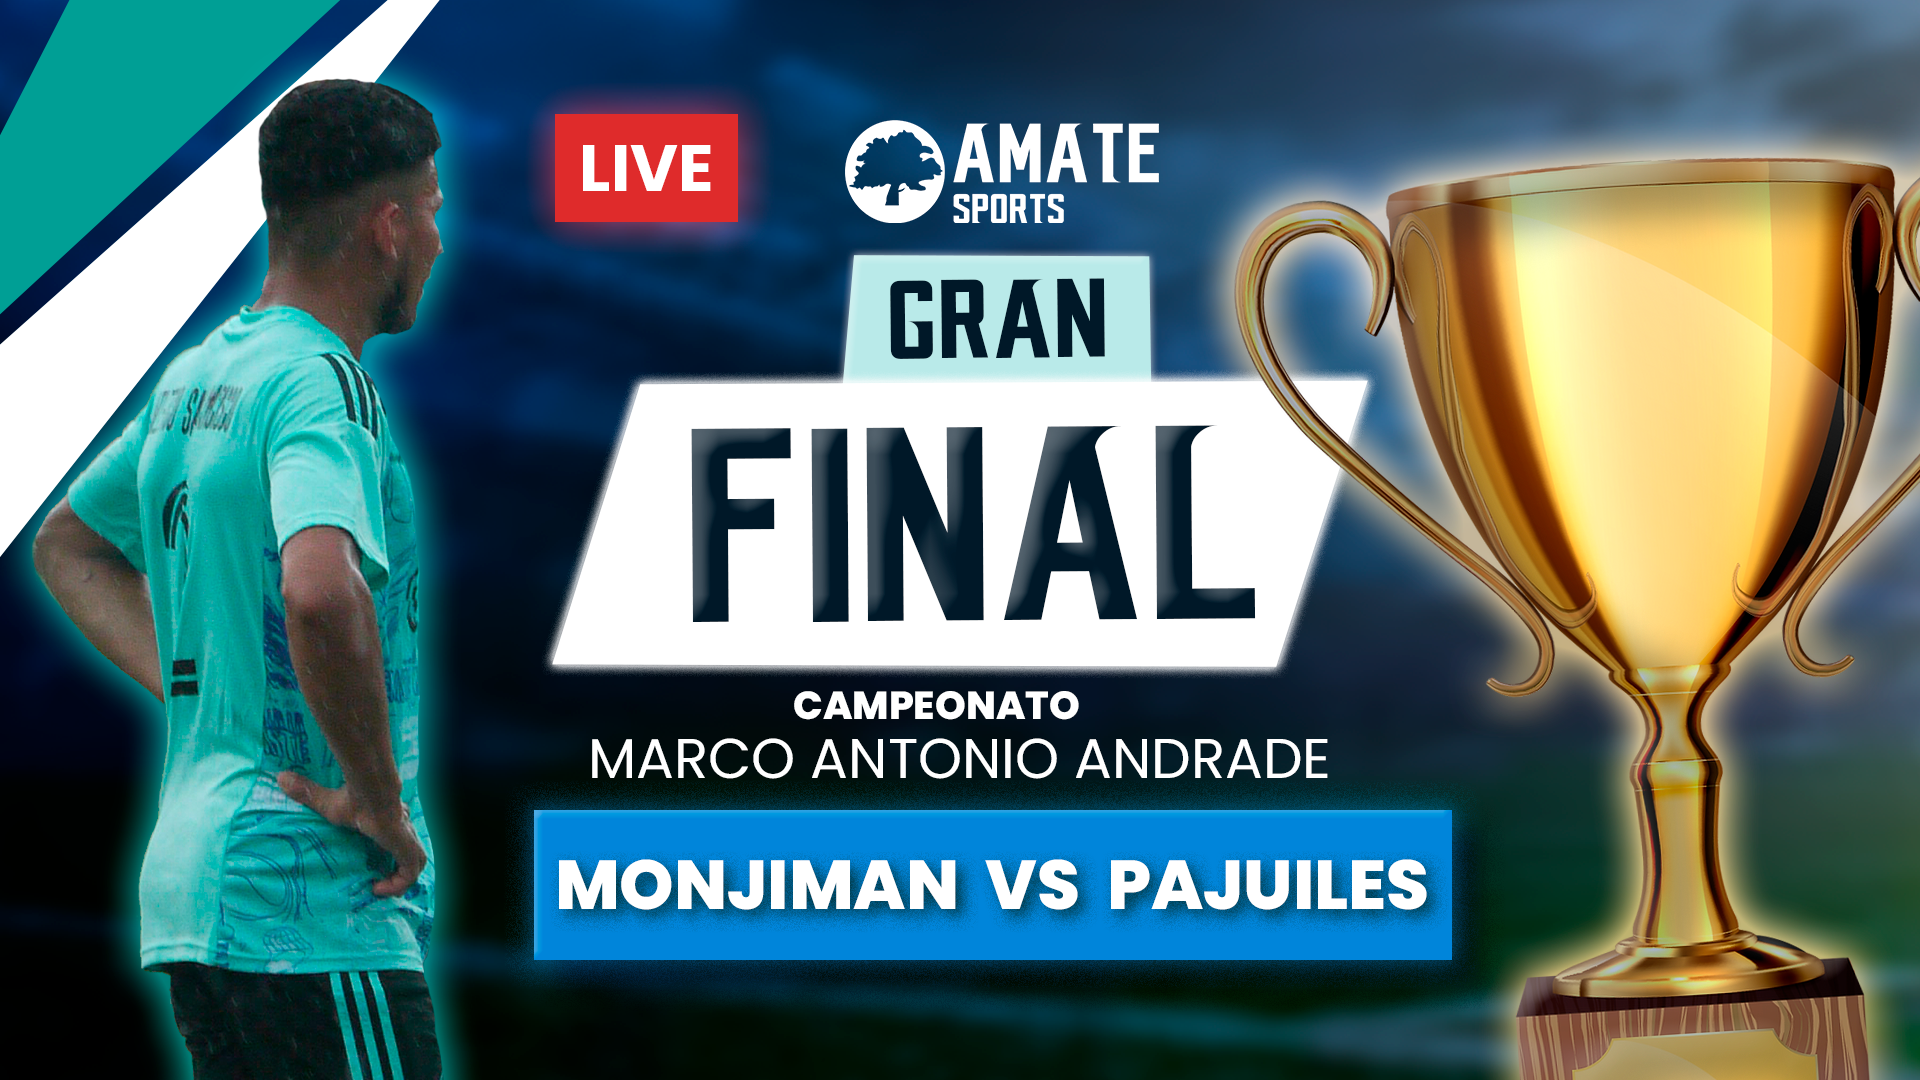 LIVE
AMATE
SPORTS
GRAN
FINAL
CAMPEONATO
MARCO ANTONIO ANDRADE
MONJIMAN VS PAJUILES